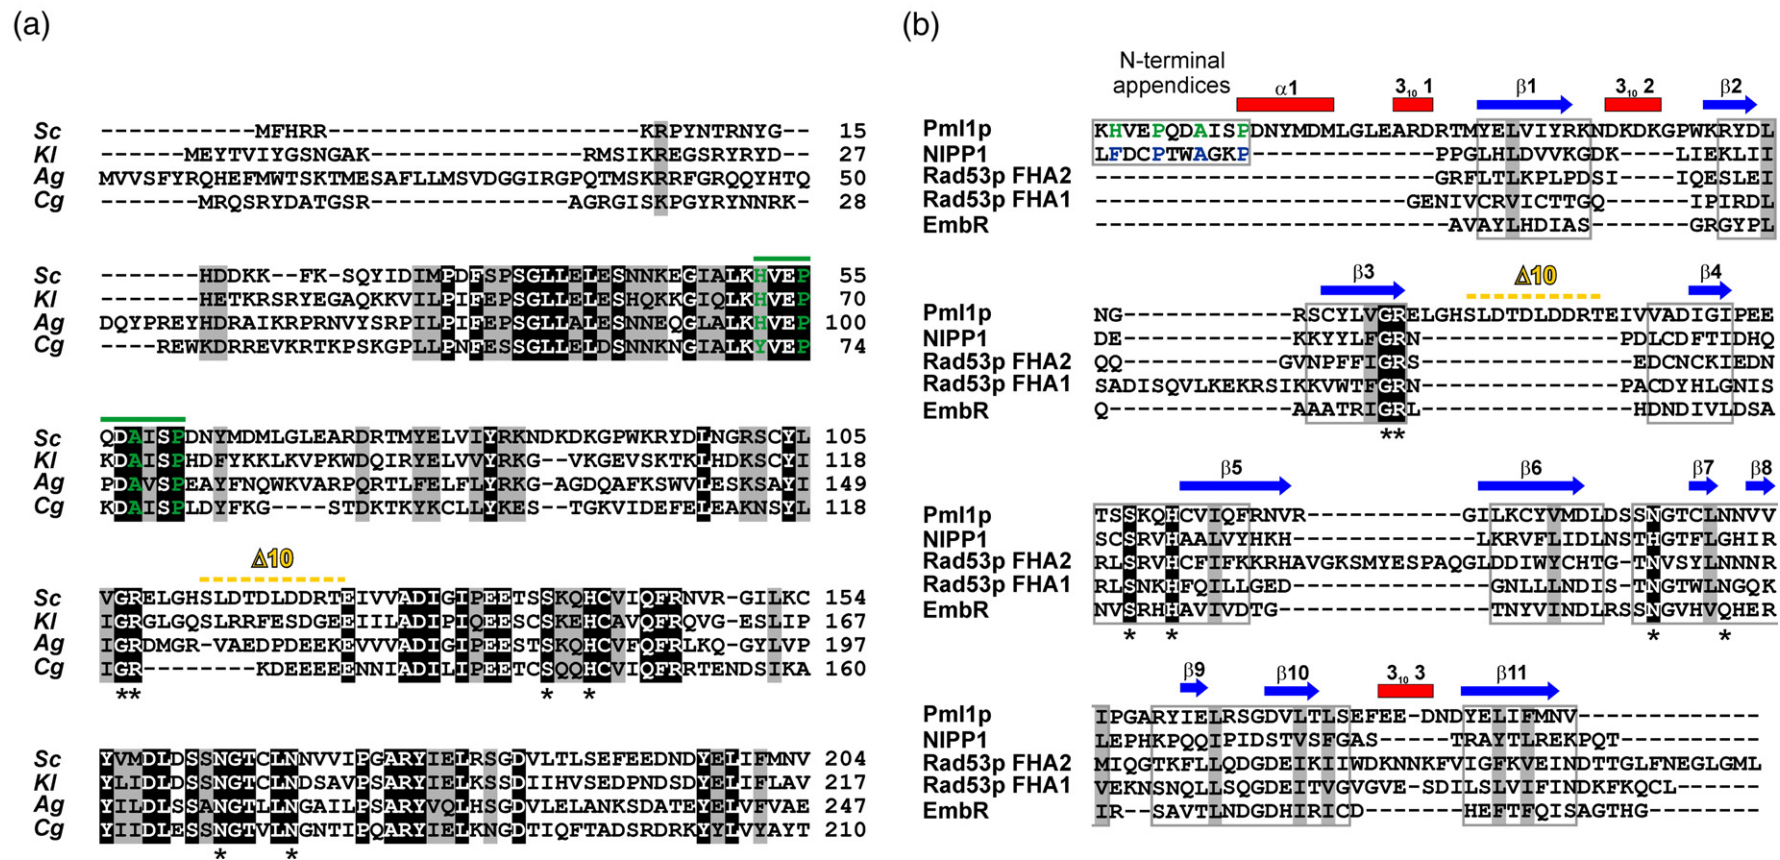 (a)
Sc -----------MFHRR----------------------KRPYNTRNYG-- 15
Kl ------MEYTVIYGSNGAK---------------RMSIKREGSRYRYD 27
Ag MVVSFYRQHEFMWTSKTMESAFLLMSVDGGIRGPQTMSKRRFGRQQYHTQ 50
Cg -------MRQSRYDATGSR--------------AGRGISKPGYRYNNRK- 28
Sc -------HDDKK--FK-SQYIDIMPDFSPSGLLELESNNKEGIALKHVEP 55
Kl -------HETKRSRYEGAQKKVILPIFEPSGLLELESHQKKGIQLKHVEP 70
Ag DQYPREYHDRAIKRPRNVYSRPILPIFEPSGLLALESNNEQGLALKHVEP 100
Cg ----REWKDRREVRTKPSKGPLLPNFESSGLLELDSNNKNGIALKYVEP 74
Sc QDAISPDNYMDMLGLEARDRTMYELVIYRKNDKDKGPWKRYDLNGRSCYL 105
Kl KDAISPHDFYKKLKVPKWDQIRYELVVYRKG--VKGEVSKTKLHDKSCYI 118
Ag PDAVSPEAYFNQWKVARPQRTLFELFLYRKG-AGDQAFKSWVLESKSAYI 149
Cg KDAISPLDYFKG----STDKTKYKCLLYKES--TGKVIDEFELEAKNSYL 118
Δ10
Sc VGRELGHSLDTDLDDRTEIVVADIGIPEETSSKQHCVIQFRNVR-GILKC 154
Kl IGRGLGQSLRRFESDGEEIILADIPIQEESCSKEHCAVQFRQVG-ESLIP 167
Ag IGRDMGR-VAEDPDEEKEVVVADIGIPEESTSKQHCVIQFRLKQ-GYLVP 197
Cg IGR--------KDEEEEENNIADILIPEETCSQQHCVIQFRRTENDSIKA 160
** * *
Sc YVMDLDSSNGTCLNNVVIPGARYIELRSGDVLTLSEFEEDNDYELIFMNV 204
Kl YLIDLDSSNGTCLNDSAVPSARYIELKSSDIIHVSEDPNDSDYELIFLAV 217
Ag YILDLSSANGTLLNGAILPSARYVQLHSGDVLELANKSDATEYELVFVAE 247
Cg YIIDLESSNGTVLNGNTIPQARYIELKNGDTIQFTADSRDRKYYLVYAYT 210
* *
(b)
N-terminal
appendices
α1 3₁₀ 1 β1 3₁₀ 2 β2
Pml1p KHVEPQDAISPDNYMDMLGLEARDRTMYELVIYRKNDKDKGPWKRYDL
NIPP1 LFDCPTWAGKP-------------PPGLHLDVVKGDK----LIEKLII
Rad53p FHA2 ------------------------GRFLTLKPLPDSI----IQESLEI
Rad53p FHA1 ----------------------GENIVCRVICTTGQ-----IPIRDL
EmbR -------------------------AVAYLHDIAS-------GRGYPL
β3 Δ10 β4
Pml1p NG-------------RSCYLVGRELGHSLDTDLDDRTEIVVADIGIPEE
NIPP1 DE-------------KKYYLFGRN--------------PDLCDFTIDHQ
Rad53p FHA2 QQ-----------GVNPFFIGRS---------------EDCNCKIEDN
Rad53p FHA1 SADISQVLKEKRSIKKVWTFGRN---------------PACDYHLGNIS
EmbR Q-------------AAATRIGRL---------------HDNDIVLDSA
**
β5 β6 β7 β8
Pml1p TSSKQHCVIQFRNVR-----------GILKCYVMDLDSSNGTCLNNVV
NIPP1 SCSRVHAALVYHKH------------LKRVFLIDLNSTHGTFLGHIR
Rad53p FHA2 RLSRVHCFIFKKRHAVGKSMYESPAQGLDDIWYCHTG-TNVSYLNNNR
Rad53p FHA1 RLSNKHFQILLGED---------------GNLLLNDIS-TNGTWLNGQK
EmbR NVSRHHAVIVDTG---------------TNYVINDLRSSNGVHVQHER
* * * *
β9 β10 3₁₀ 3 β11
Pml1p IPGARYIELRSGDVLTLSEFEE-DNDYELIFMNV-------------
NIPP1 LEPHKPQQIPIDSTVSFGAS----TRAYTLREKPQT----------
Rad53p FHA2 MIQGTKFLLQDGDEIKIIWDKNNKFVIGFKVEINDTTGLFNEGLGML
Rad53p FHA1 VEKNSNQLLSQGDEITVGVGVE-SDILSLVIFINDKFKQCL------
EmbR IR--SAVTLNDGDHIRICD-------HEFTFQISAGTHG--------